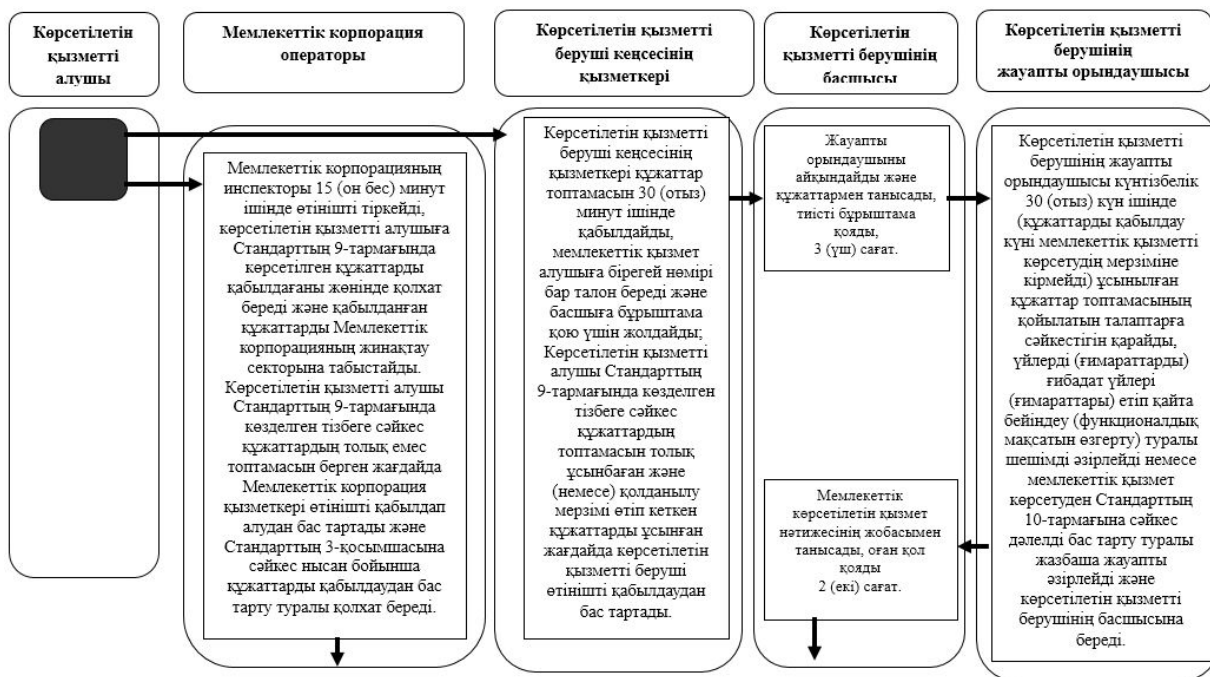 Көрсетілетін
қызметті
алушы
Мемлекеттік корпорация
операторы
Көрсетілетін қызметті
беруші кеңсесінің
қызметкері
Көрсетілетін
қызметті берушінің
басшысы
Көрсетілетін қызметті
берушінің
жауапты орындаушысы
Мемлекеттік корпорацияның
инспекторы 15 (он бес) минут
ішінде өтінішті тіркейді,
көрсетілетін қызметті алушыға
Стандарттың 9-тармағында
көрсетілген құжаттарды
қабылдағаны жөнінде қолхат
береді және қабылданған
құжаттарды Мемлекеттік
корпорацияның жинақтау
секторына табыстайды.
Көрсетілетін қызметті алушы
Стандарттың 9-тармағында
көзделген тізбеге сәйкес
құжаттардың толық емес
топтамасын берген жағдайда
Мемлекеттік корпорация
қызметкері өтінішті қабылдап
алудан бас тартады және
Стандарттың 3-қосымшасына
сәйкес нысан бойынша
құжаттарды қабылдаудан бас
тарту туралы қолхат береді.
Көрсетілетін қызметті
беруші кеңсесінің
қызметкері құжаттар
топтамасын 30 (отыз)
минут ішінде
қабылдайды,
мемлекеттік қызмет
алушыға бірегей нөмірі
бар талон береді және
басшыға бұрыштама
қою үшін жолдайды;
Көрсетілетін қызметті
алушы Стандарттың
9-тармағында көзделген
тізбеге сәйкес
құжаттардың
топтамасын толық
ұсынбаған және
(немесе) қолданылу
мерзімі өтіп кеткен
құжаттарды ұсынған
жағдайда көрсетілетін
қызметті беруші
өтінішті қабылдаудан
бас тартады.
Жауапты
орындаушыны
айқындайды және
құжаттармен танысады,
тиісті бұрыштама
қояды,
3 (үш) сағат.
Мемлекеттік
көрсетілетін қызмет
нәтижесінің жобасымен
танысады, оған қол
қояды
2 (екі) сағат.
Көрсетілетін қызметті
берушінің жауапты
орындаушысы күнтізбелік
30 (отыз) күн ішінде
(құжаттарды қабылдау
күні мемлекеттік қызметті
көрсетудің мерзіміне
кірмейді) ұсынылған
құжаттар топтамасының
қойылатын талаптарға
сәйкестігін қарайды,
үйлерді (ғимараттарды)
ғибадат үйлері
(ғимараттары) етіп қайта
бейіндеу (функционалдық
мақсатын өзгерту) туралы
шешімді әзірлейді немесе
мемлекеттік қызмет
көрсетуден Стандарттың
10-тармағына сәйкес
дәлелді бас тарту туралы
жазбаша жауапты
әзірлейді және
көрсетілетін қызметті
берушінің басшысына
береді.